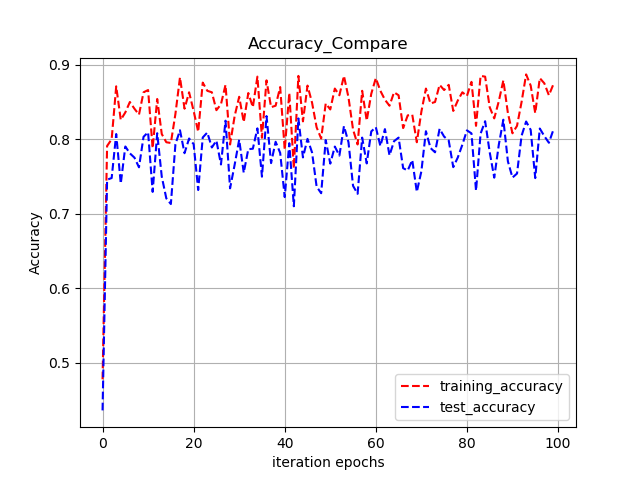 Accuracy_Compare
0.9
0.8
0.7
0.6
0.5
Accuracy
0
20
40
60
80
100
iteration epochs
training_accuracy
test_accuracy